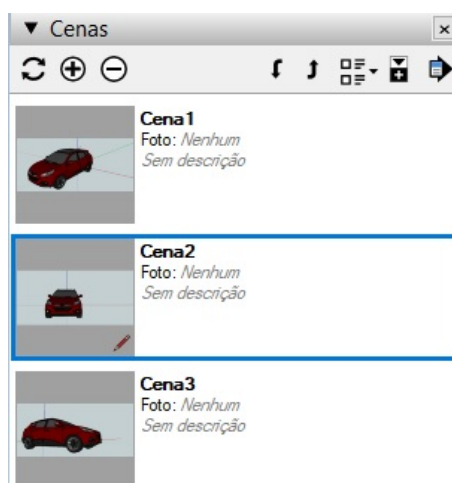 Cenas
Cena1
Foto: Nenhum
Sem descrição
Cena2
Foto: Nenhum
Sem descrição
Cena3
Foto: Nenhum
Sem descrição